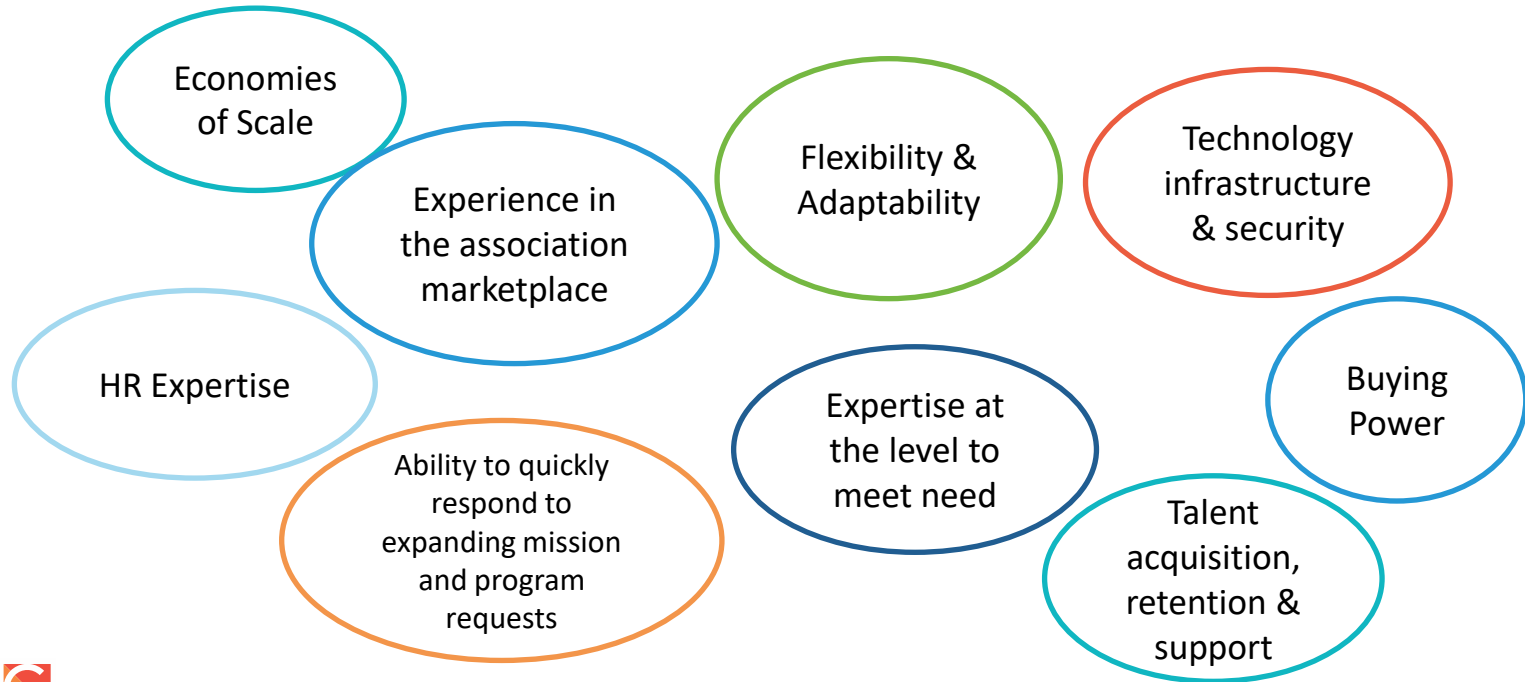 Economies
of Scale
Experience in
the association
marketplace
Flexibility &
Adaptability
Technology
infrastructure
& security
HR Expertise
Ability to quickly
respond to
expanding mission
and program
requests
Expertise at
the level to
meet need
Buying
Power
Talent
acquisition,
retention &
support